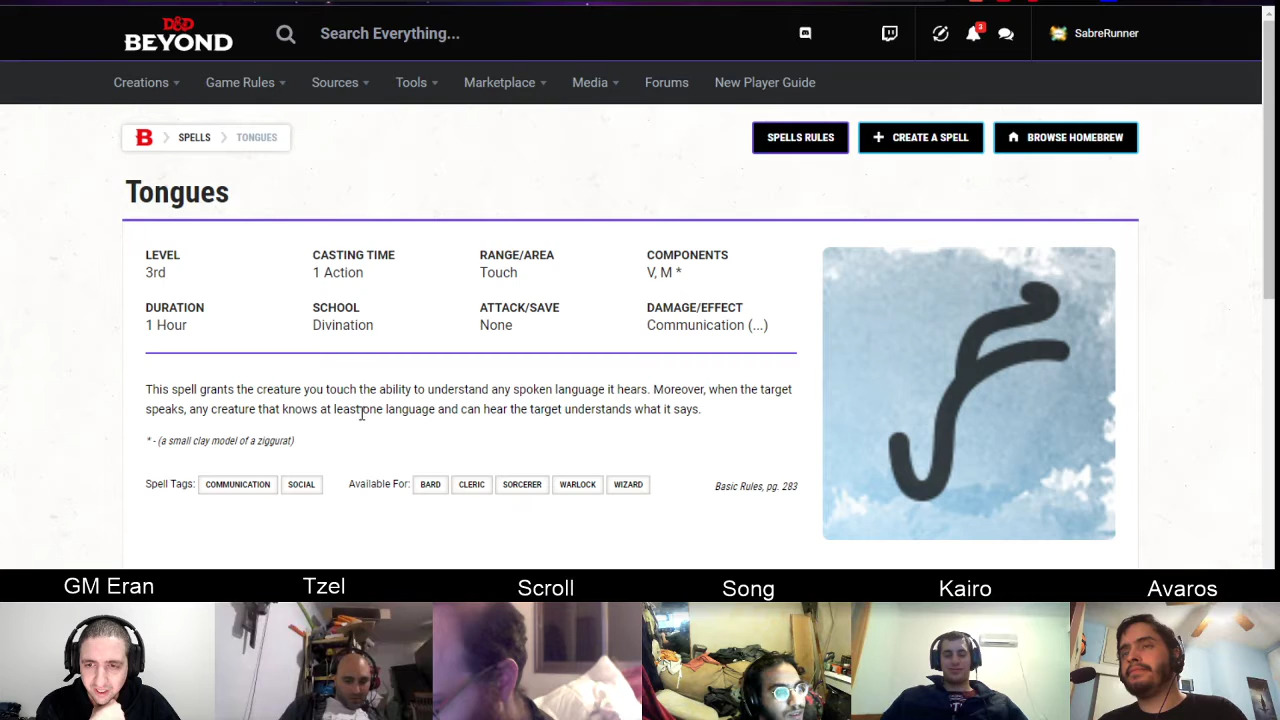 D&D
BEYOND
Search Everything...
3
SabreRunner
Creations
Game Rules
Sources
Tools
Marketplace
Media
Forums
New Player Guide
B
SPELLS
TONGUES
SPELLS RULES
+ CREATE A SPELL
BROWSE HOMEBREW
Tongues
LEVEL
CASTING TIME
RANGE/AREA
COMPONENTS
3rd
1 Action
Touch
V, M *
DURATION
SCHOOL
ATTACK/SAVE
DAMAGE/EFFECT
1 Hour
Divination
None
Communication (...)
This spell grants the creature you touch the ability to understand any spoken language it hears. Moreover, when the target
speaks, any creature that knows at least one language and can hear the target understands what it says.
* - (a small clay model of a ziggurat)
Spell Tags: COMMUNICATION SOCIAL
Available For: BARD CLERIC SORCERER WARLOCK WIZARD
Basic Rules, pg. 283
GM Eran
Tzel
Scroll
Song
Kairo
Avaros